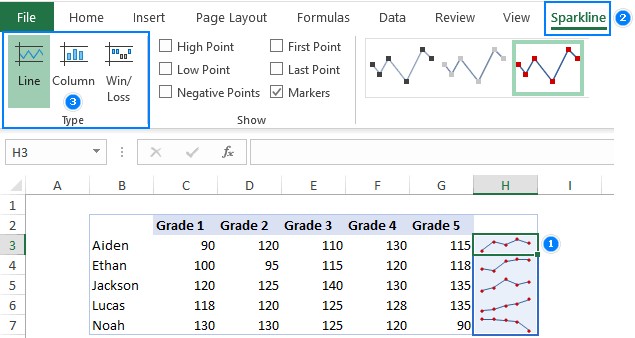 File Home Insert Page Layout Formulas Data Review View Sparkline 2
High Point First Point
Low Point Last Point
Negative Points Markers
Line Column Win/
Loss
3
Type Show
H3 fx
A B C D E F G H I
1
2 Grade 1 Grade 2 Grade 3 Grade 4 Grade 5
3 Aiden 90 120 110 130 115 1
4 Ethan 100 95 115 120 118
5 Jackson 120 125 140 130 135
6 Lucas 118 120 125 128 135
7 Noah 130 130 125 120 90